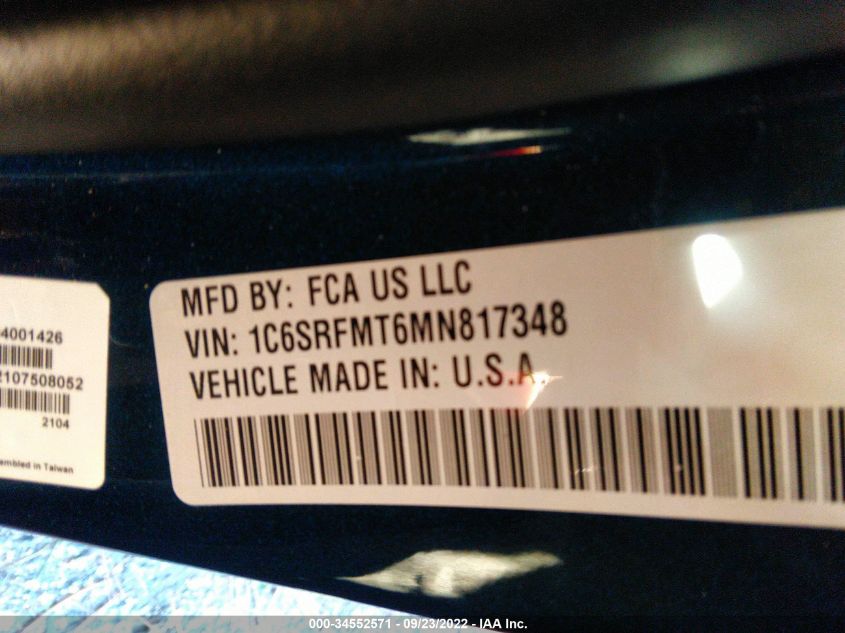 MFD BY: FCA US LLC
VIN: 1C6SRFMT6MN817348
VEHICLE MADE IN: U.S.A.
4001426
2107508052
2104
embled in Taiwan
000-34552571 - 09/23/2022 - IAA Inc.